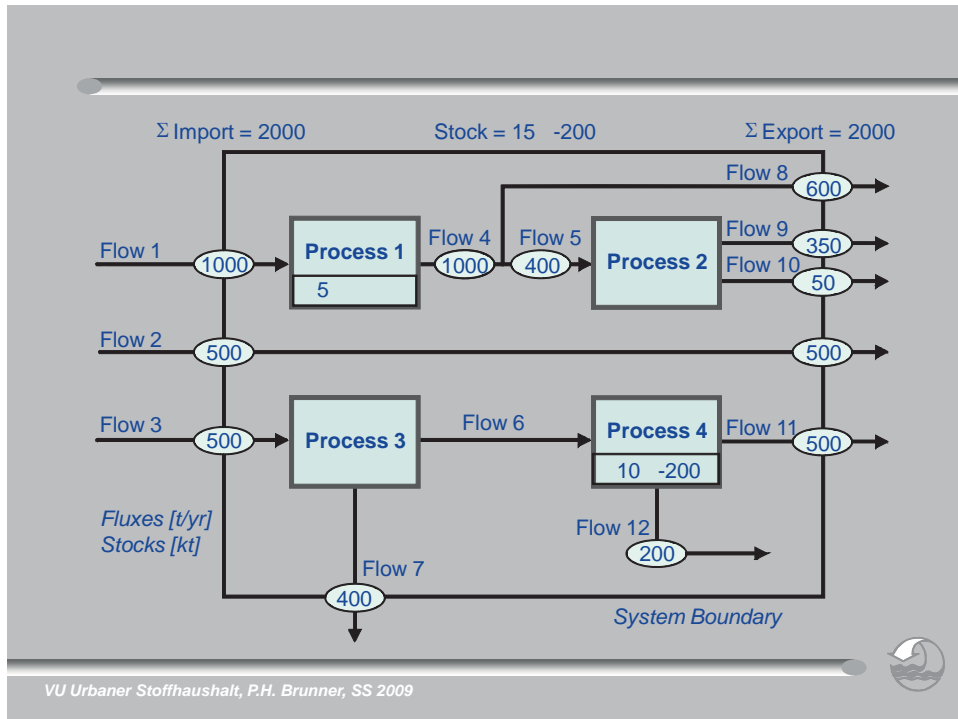 Σ Import = 2000
Stock = 15 -200
Σ Export = 2000
Flow 8
600
Flow 1
1000
Process 1
5
Flow 4
1000
Flow 5
400
Process 2
Flow 9
350
Flow 10
50
Flow 2
500
500
Flow 3
500
Process 3
Flow 6
Process 4
10 -200
Flow 11
500
Fluxes [t/yr]
Stocks [kt]
Flow 12
200
Flow 7
400
System Boundary
VU Urbaner Stoffhaushalt, P.H. Brunner, SS 2009